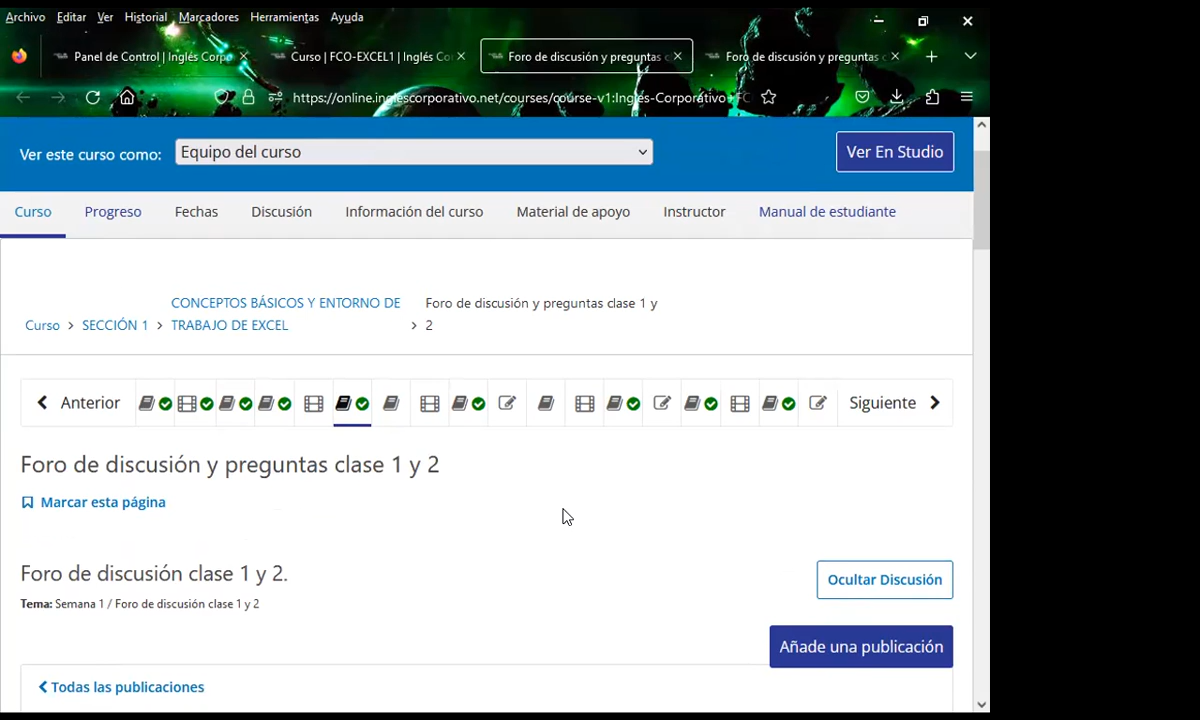 Archivo Editar Ver Historial Marcadores Herramientas Ayuda
Panel de Control | Inglés Corpo
Curso | FCO-EXCEL1 | Inglés Co
Foro de discusión y preguntas c
Foro de discusión y preguntas c
https://online.inglescorporativo.net/courses/course-v1:Ingles-Corporativo+FC
Ver este curso como: Equipo del curso Ver En Studio
Curso Progreso Fechas Discusión Información del curso Material de apoyo Instructor Manual de estudiante
Curso > SECCIÓN 1 > CONCEPTOS BÁSICOS Y ENTORNO DE
TRABAJO DE EXCEL > Foro de discusión y preguntas clase 1 y
2
Anterior Siguiente
Foro de discusión y preguntas clase 1 y 2
Marcar esta página
Foro de discusión clase 1 y 2.
Ocultar Discusión
Tema: Semana 1 / Foro de discusión clase 1 y 2
Añade una publicación
Todas las publicaciones